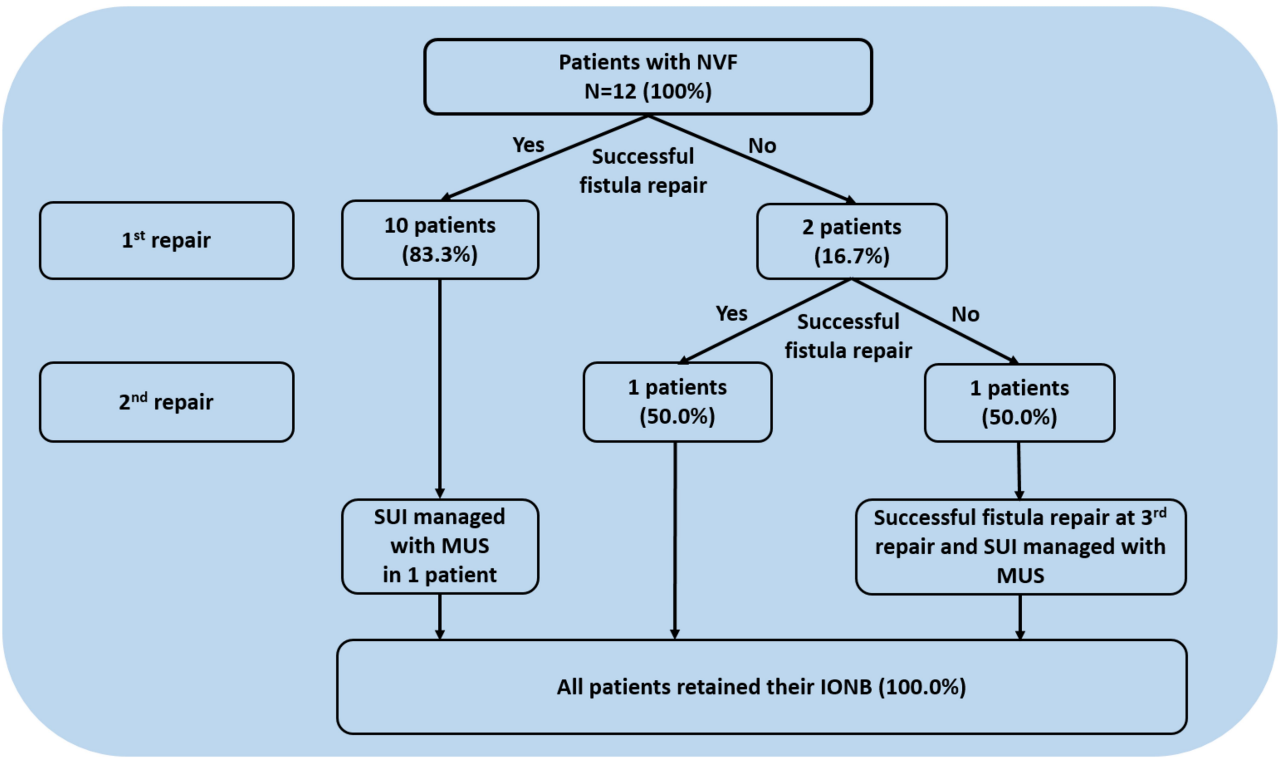 Patients with NVF
N=12 (100%)
Yes
Successful
fistula repair
No
1st repair
10 patients
(83.3%)
2 patients
(16.7%)
Yes
Successful
fistula repair
No
2nd repair
1 patients
(50.0%)
1 patients
(50.0%)
SUI managed
with MUS
in 1 patient
Successful fistula repair at 3rd
repair and SUI managed with
MUS
All patients retained their IONB (100.0%)